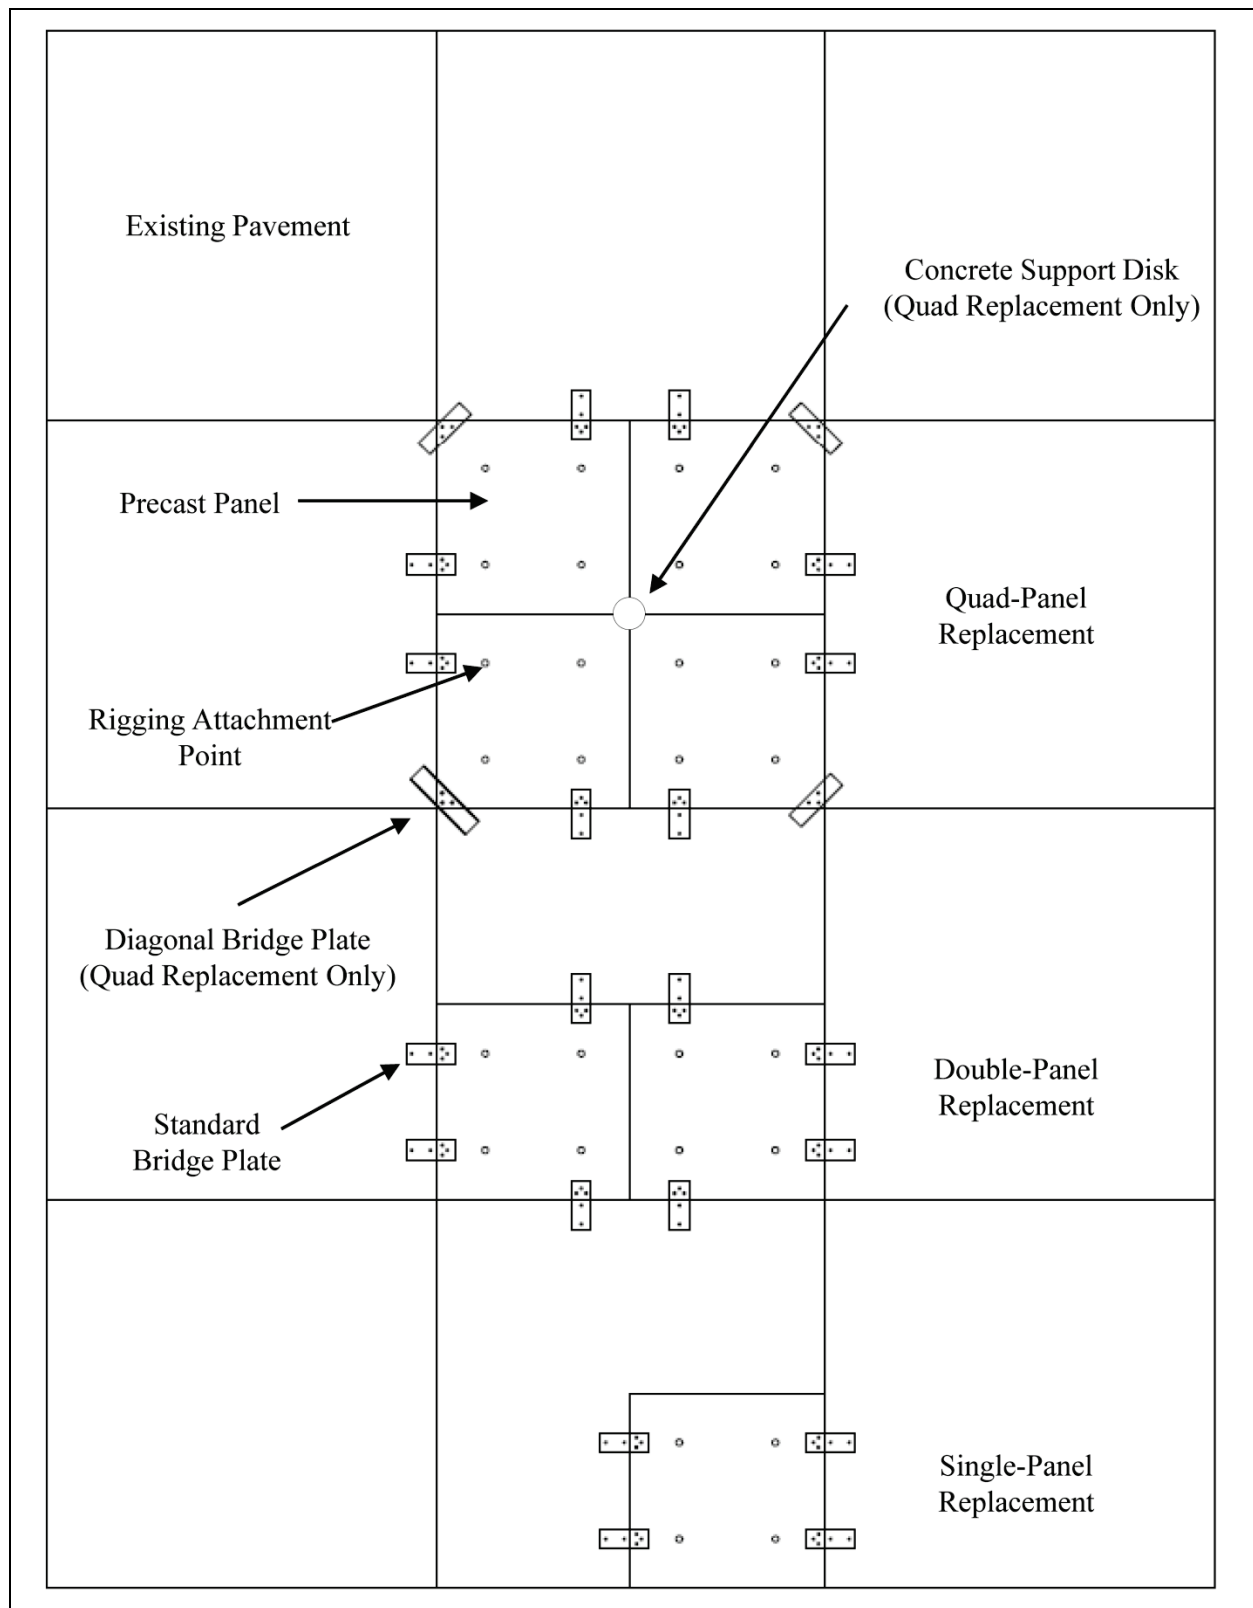 Existing Pavement
Concrete Support Disk
(Quad Replacement Only)
Precast Panel
Quad-Panel
Replacement
Rigging Attachment
Point
Diagonal Bridge Plate
(Quad Replacement Only)
Double-Panel
Replacement
Standard
Bridge Plate
Single-Panel
Replacement